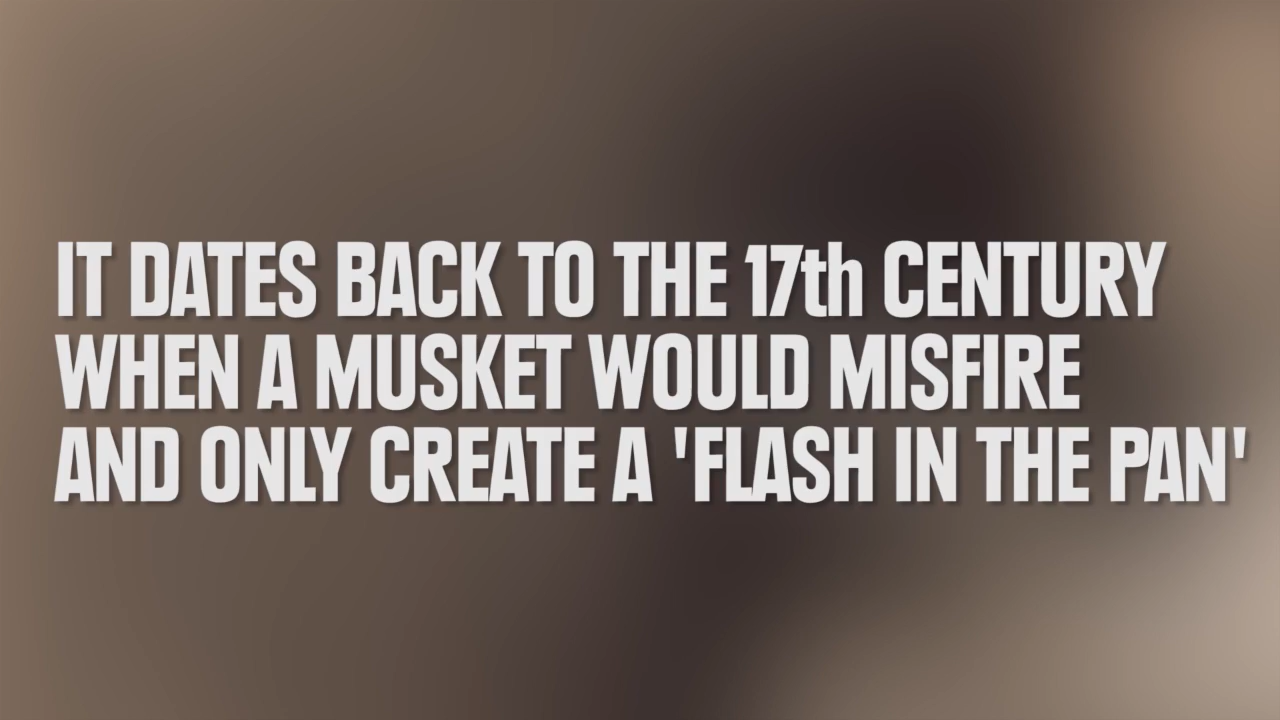 IT DATES BACK TO THE 17th CENTURY
WHEN A MUSKET WOULD MISFIRE
AND ONLY CREATE A 'FLASH IN THE PAN'